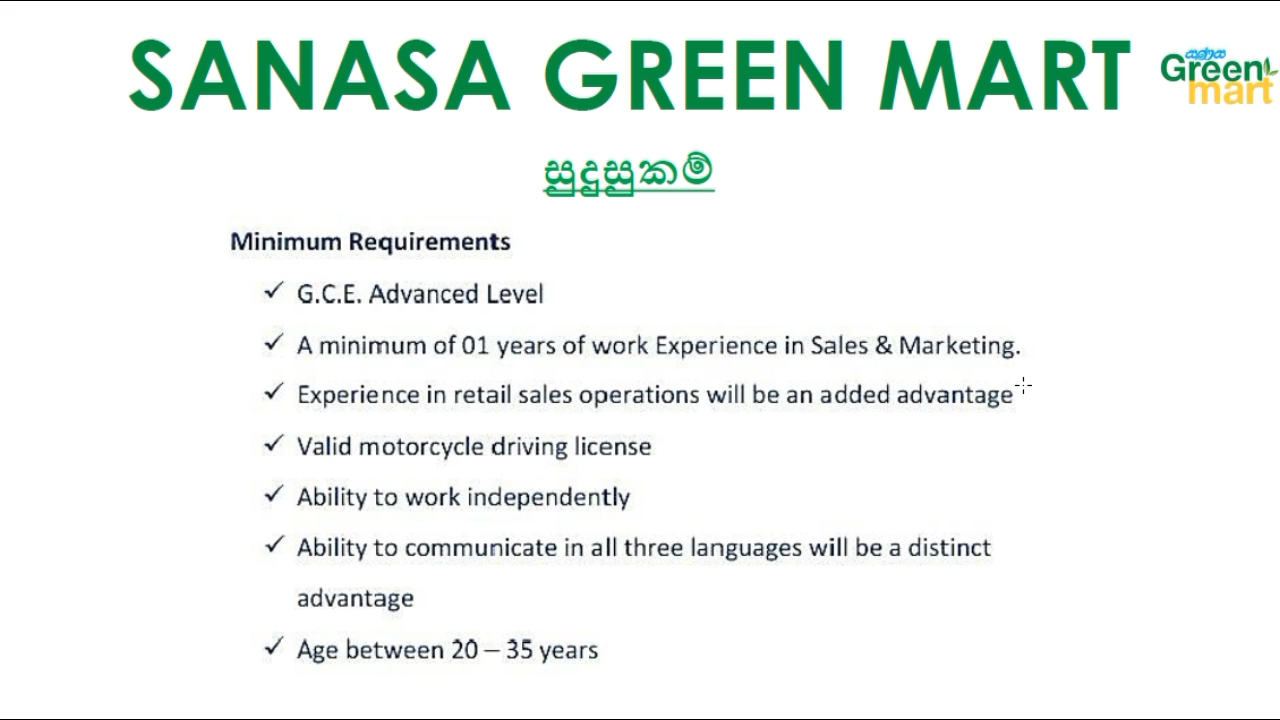 SANASA GREEN MART
සණස
Green
mart
සුදුසුකම්
Minimum Requirements
✓ G.C.E. Advanced Level
✓ A minimum of 01 years of work Experience in Sales & Marketing.
✓ Experience in retail sales operations will be an added advantage
✓ Valid motorcycle driving license
✓ Ability to work independently
✓ Ability to communicate in all three languages will be a distinct
advantage
✓ Age between 20 – 35 years